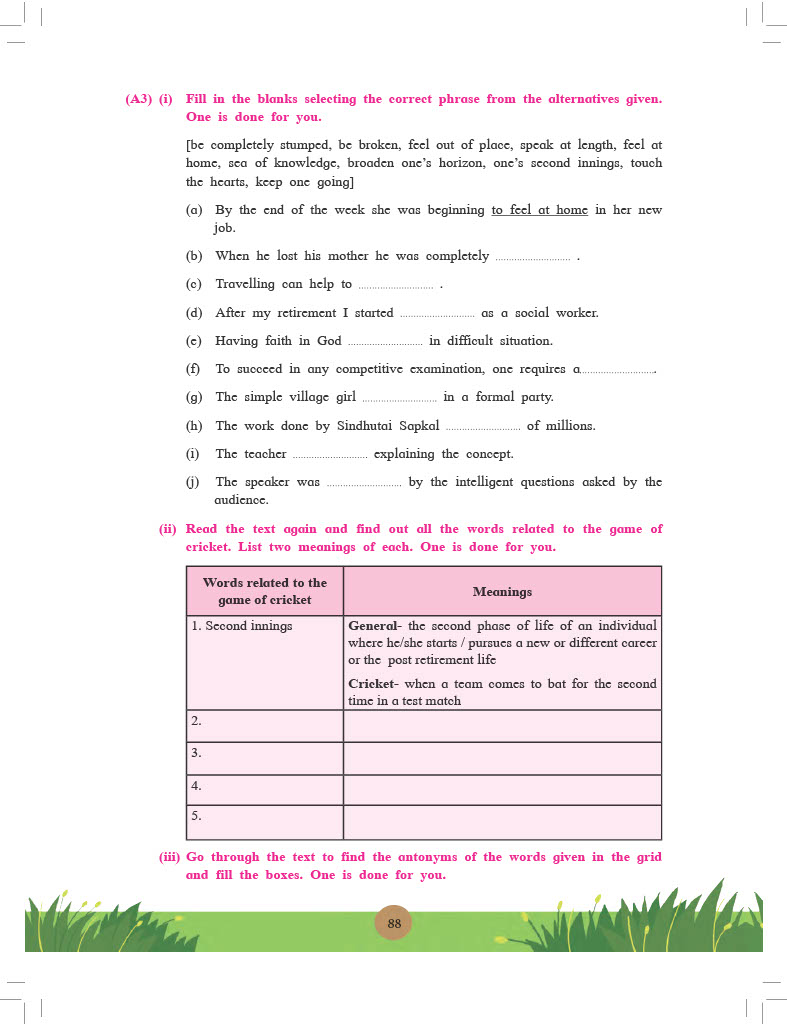 (A3) (i) Fill in the blanks selecting the correct phrase from the alternatives given.
One is done for you.
[be completely stumped, be broken, feel out of place, speak at length, feel at
home, sea of knowledge, broaden one's horizon, one's second innings, touch
the hearts, keep one going]
(a) By the end of the week she was beginning to feel at home in her new
job.
(b) When he lost his mother he was completely ............................ .
(c) Travelling can help to ............................ .
(d) After my retirement I started ............................ as a social worker.
(e) Having faith in God ............................ in difficult situation.
(f) To succeed in any competitive examination, one requires a.............................
(g) The simple village girl ............................ in a formal party.
(h) The work done by Sindhutai Sapkal ............................ of millions.
(i) The teacher ............................ explaining the concept.
(j) The speaker was ............................ by the intelligent questions asked by the
audience.
(ii) Read the text again and find out all the words related to the game of
cricket. List two meanings of each. One is done for you.
Words related to the
game of cricket
Meanings
1. Second innings
General- the second phase of life of an individual
where he/she starts / pursues a new or different career
or the post retirement life
Cricket- when a team comes to bat for the second
time in a test match
2.
3.
4.
5.
(iii) Go through the text to find the antonyms of the words given in the grid
and fill the boxes. One is done for you.
88